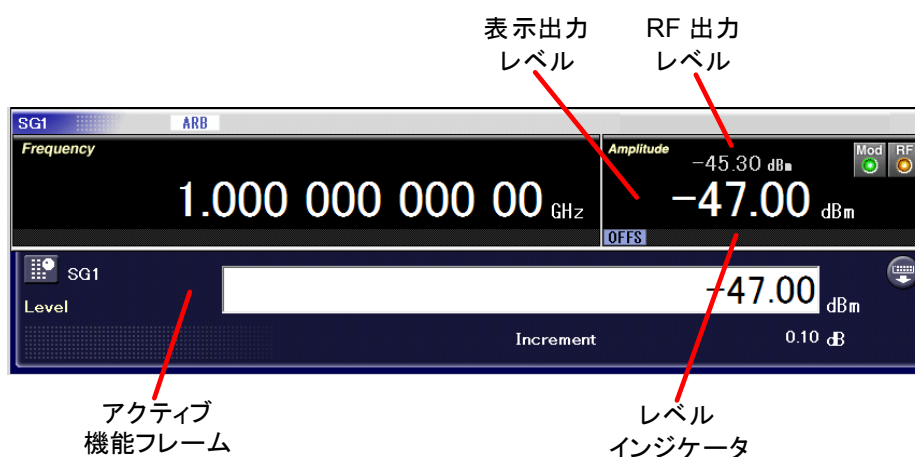 表示出力
レベル
RF 出力
レベル
SG1
ARB
Frequency
1.000 000 000 00 GHz
Amplitude
-45.30 dBm
Mod
RF
-47.00 dBm
OFFS
SG1
Level
-47.00 dBm
Increment 0.10 dB
アクティブ
機能フレーム
レベル
インジケータ